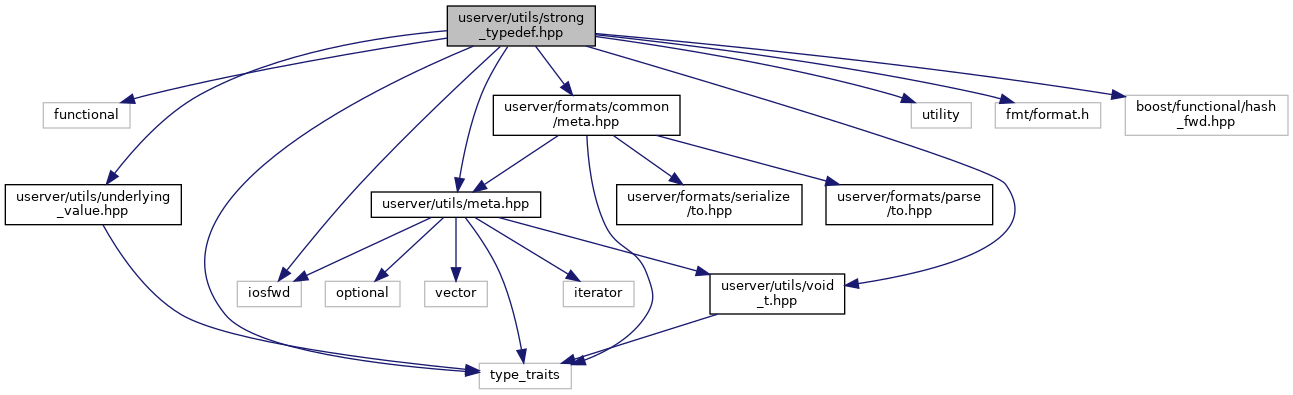 userver/utils/strong
_typedef.hpp
functional
userver/formats/common
/meta.hpp
utility
fmt/format.h
boost/functional/hash
_fwd.hpp
userver/utils/underlying
_value.hpp
userver/utils/meta.hpp
userver/formats/serialize
/to.hpp
userver/formats/parse
/to.hpp
iosfwd
optional
vector
iterator
userver/utils/void
_t.hpp
type_traits